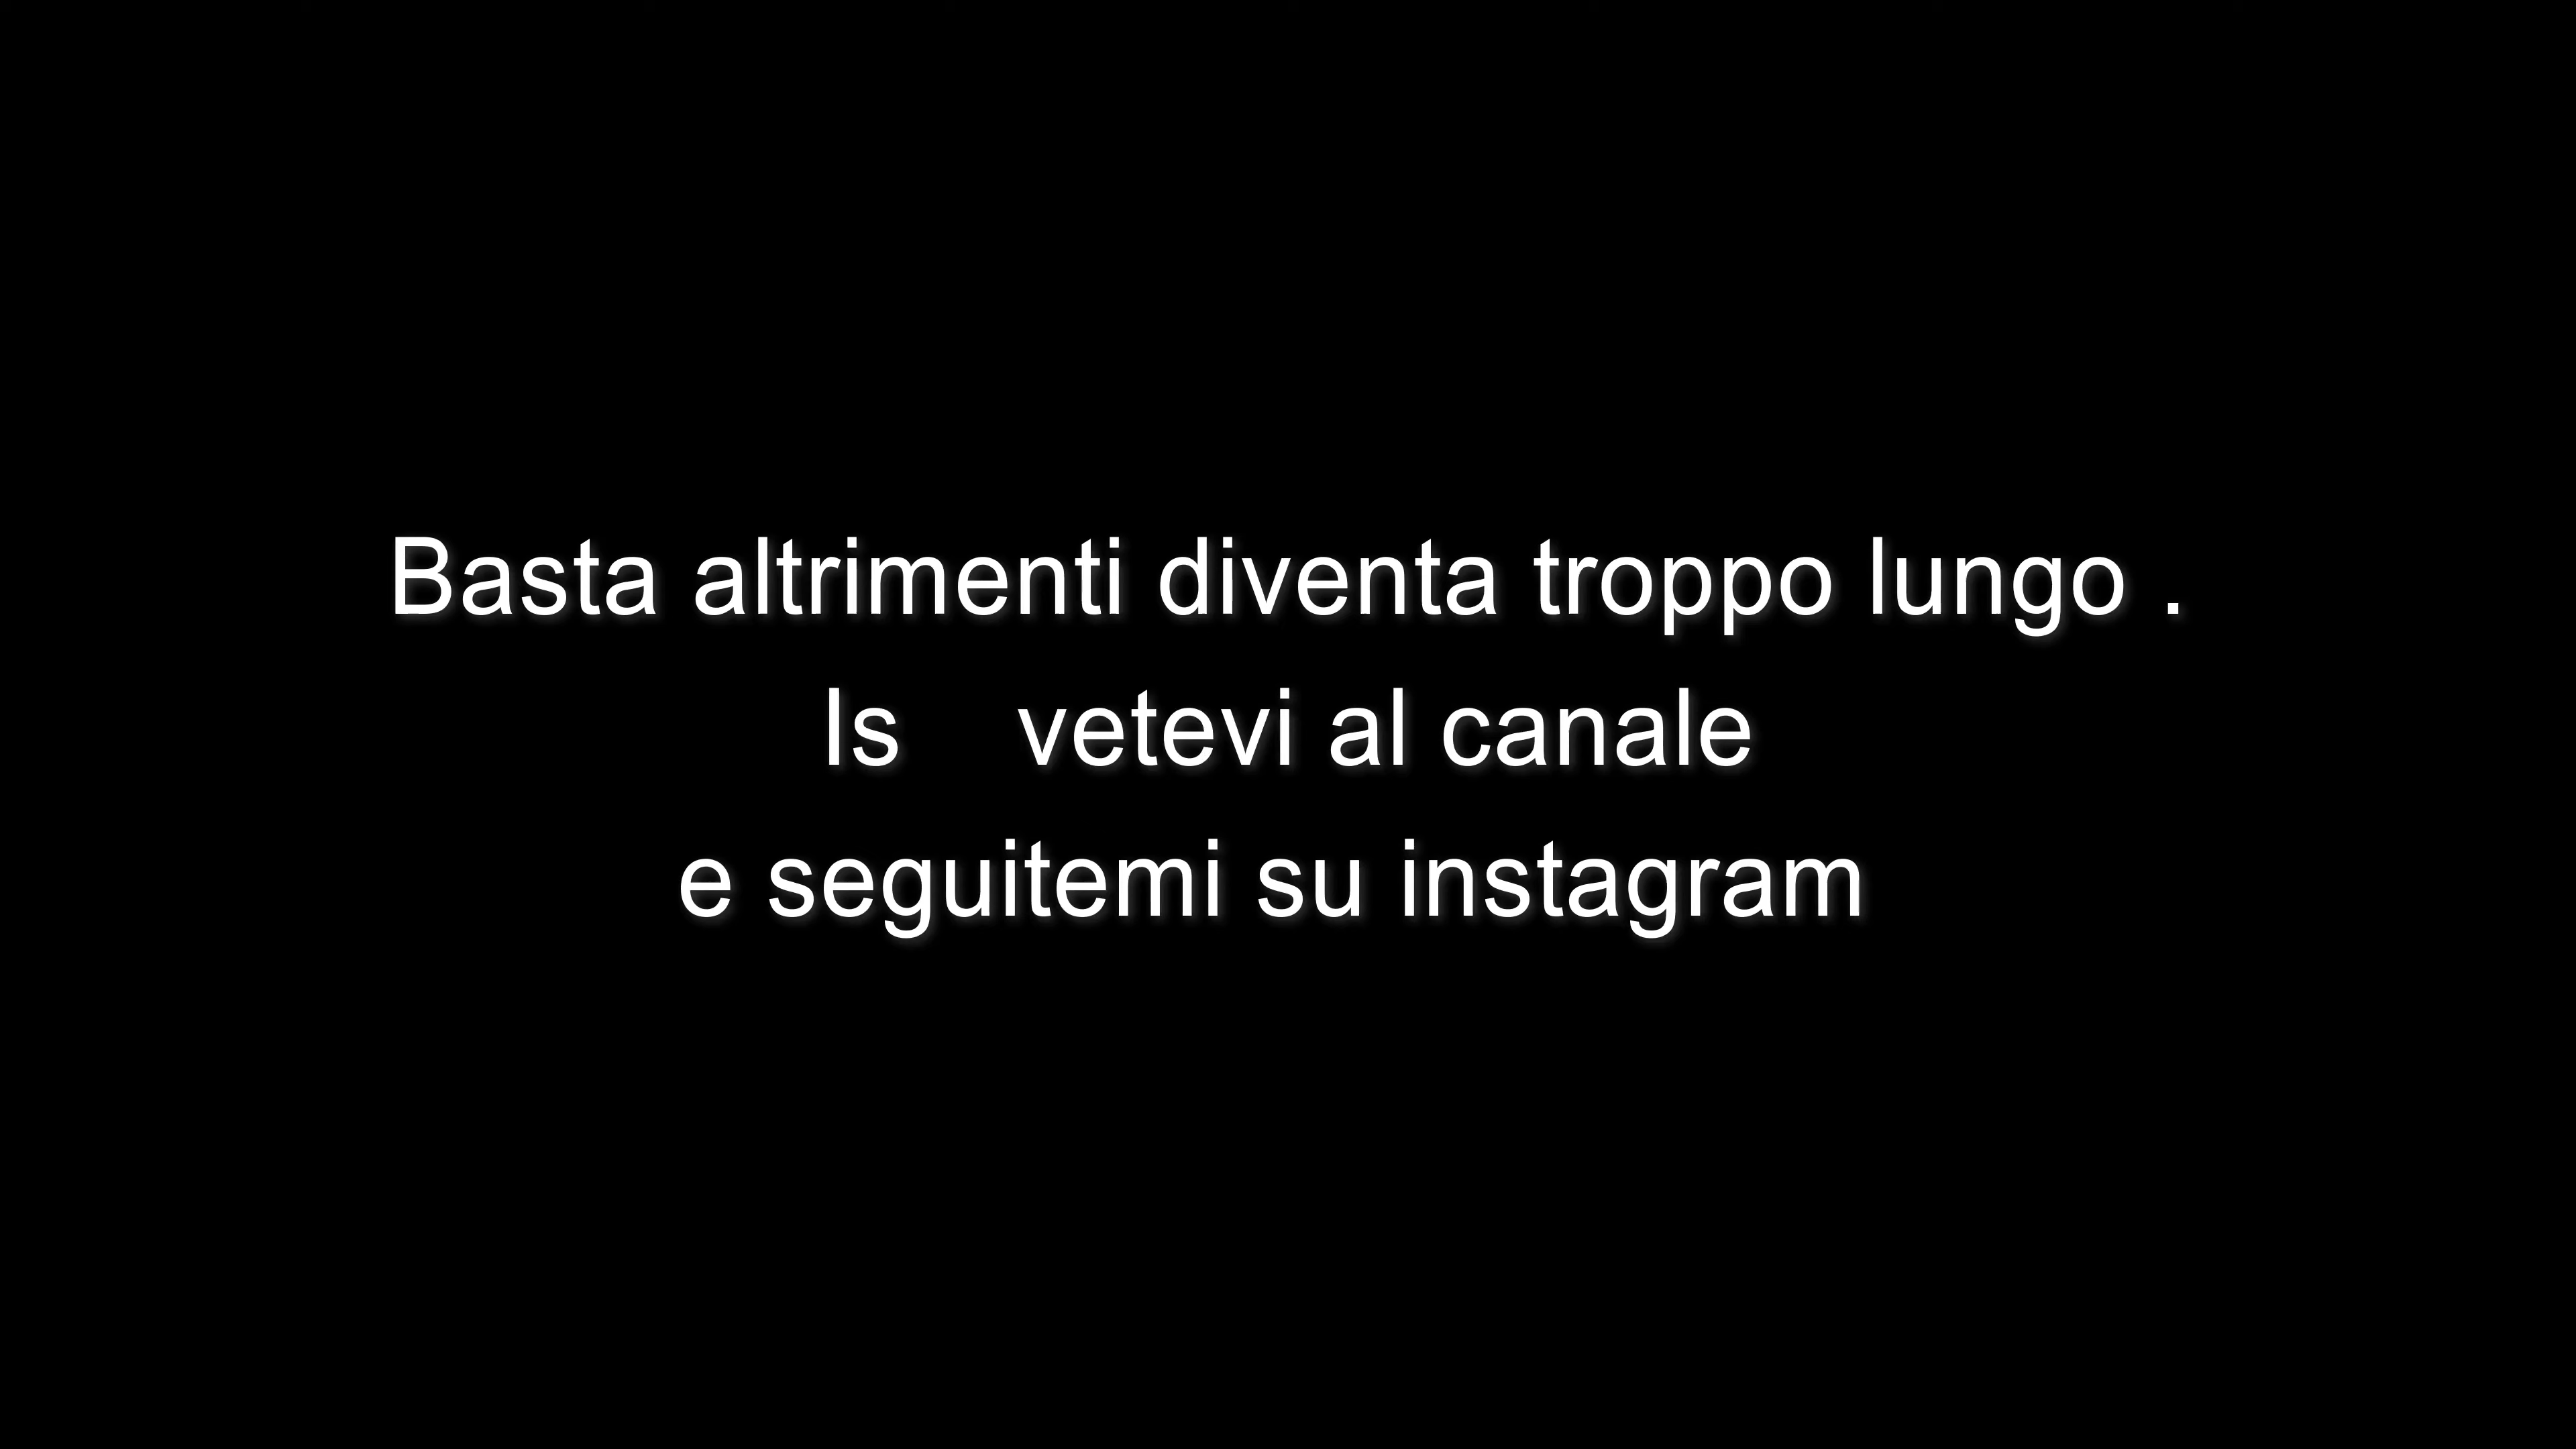 Basta altrimenti diventa troppo lungo .
Is    vetevi al canale
e seguitemi su instagram